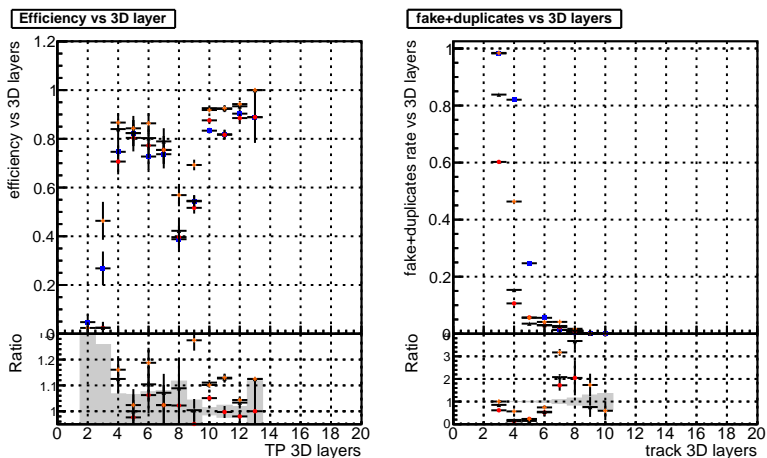 Efficiency vs 3D layer
efficiency vs 3D layers
1.2
1
0.8
0.6
0.4
0.2
0
Ratio
1.2
1.1
1
0 2 4 6 8 10 12 14 16 18 20
TP 3D layers
fake+duplicates vs 3D layers
fake+duplicates rate vs 3D layers
1
0.8
0.6
0.4
0.2
Ratio
3
2
1
0
0 2 4 6 8 10 12 14 16 18 20
track 3D layers